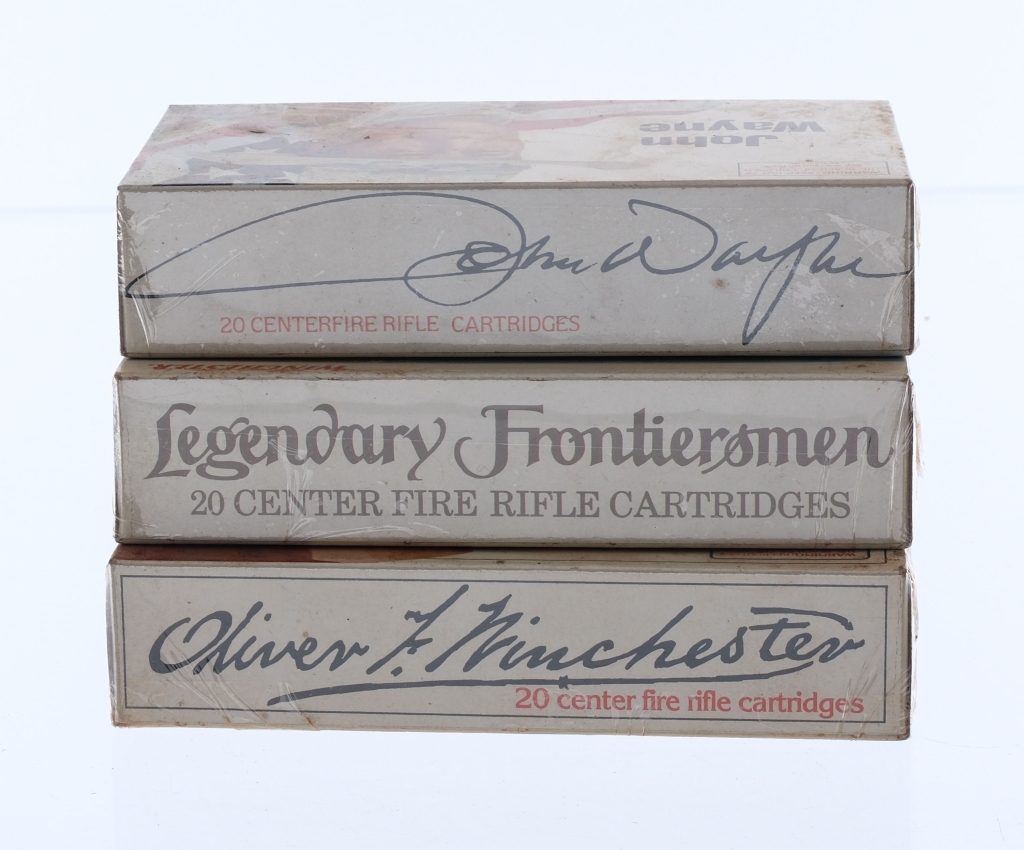 John
Wayne
John Wayne
20 CENTERFIRE RIFLE CARTRIDGES
WINCHESTER
Legendary Frontiersmen
20 CENTER FIRE RIFLE CARTRIDGES
Oliver F. Winchester
20 center fire rifle cartridges